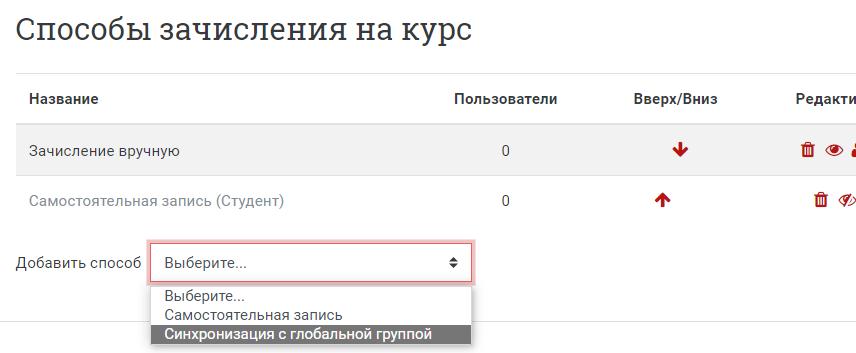 Способы зачисления на курс
Название Пользователи Вверх/Вниз Редакти
Зачисление вручную 0
Самостоятельная запись (Студент) 0
Добавить способ Выберите...
Выберите...
Самостоятельная запись
Синхронизация с глобальной группой